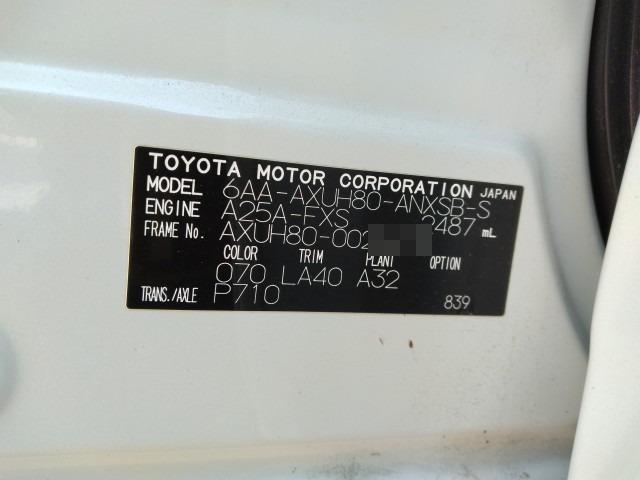 TOYOTA MOTOR CORPORATION JAPAN
MODEL 6AA-AXUH80-ANXSB-S
ENGINE A25A-FXS 2487 mL
FRAME No. AXUH80-002
COLOR TRIM PLANT OPTION
070 LA40 A32
TRANS./AXLE P710 839